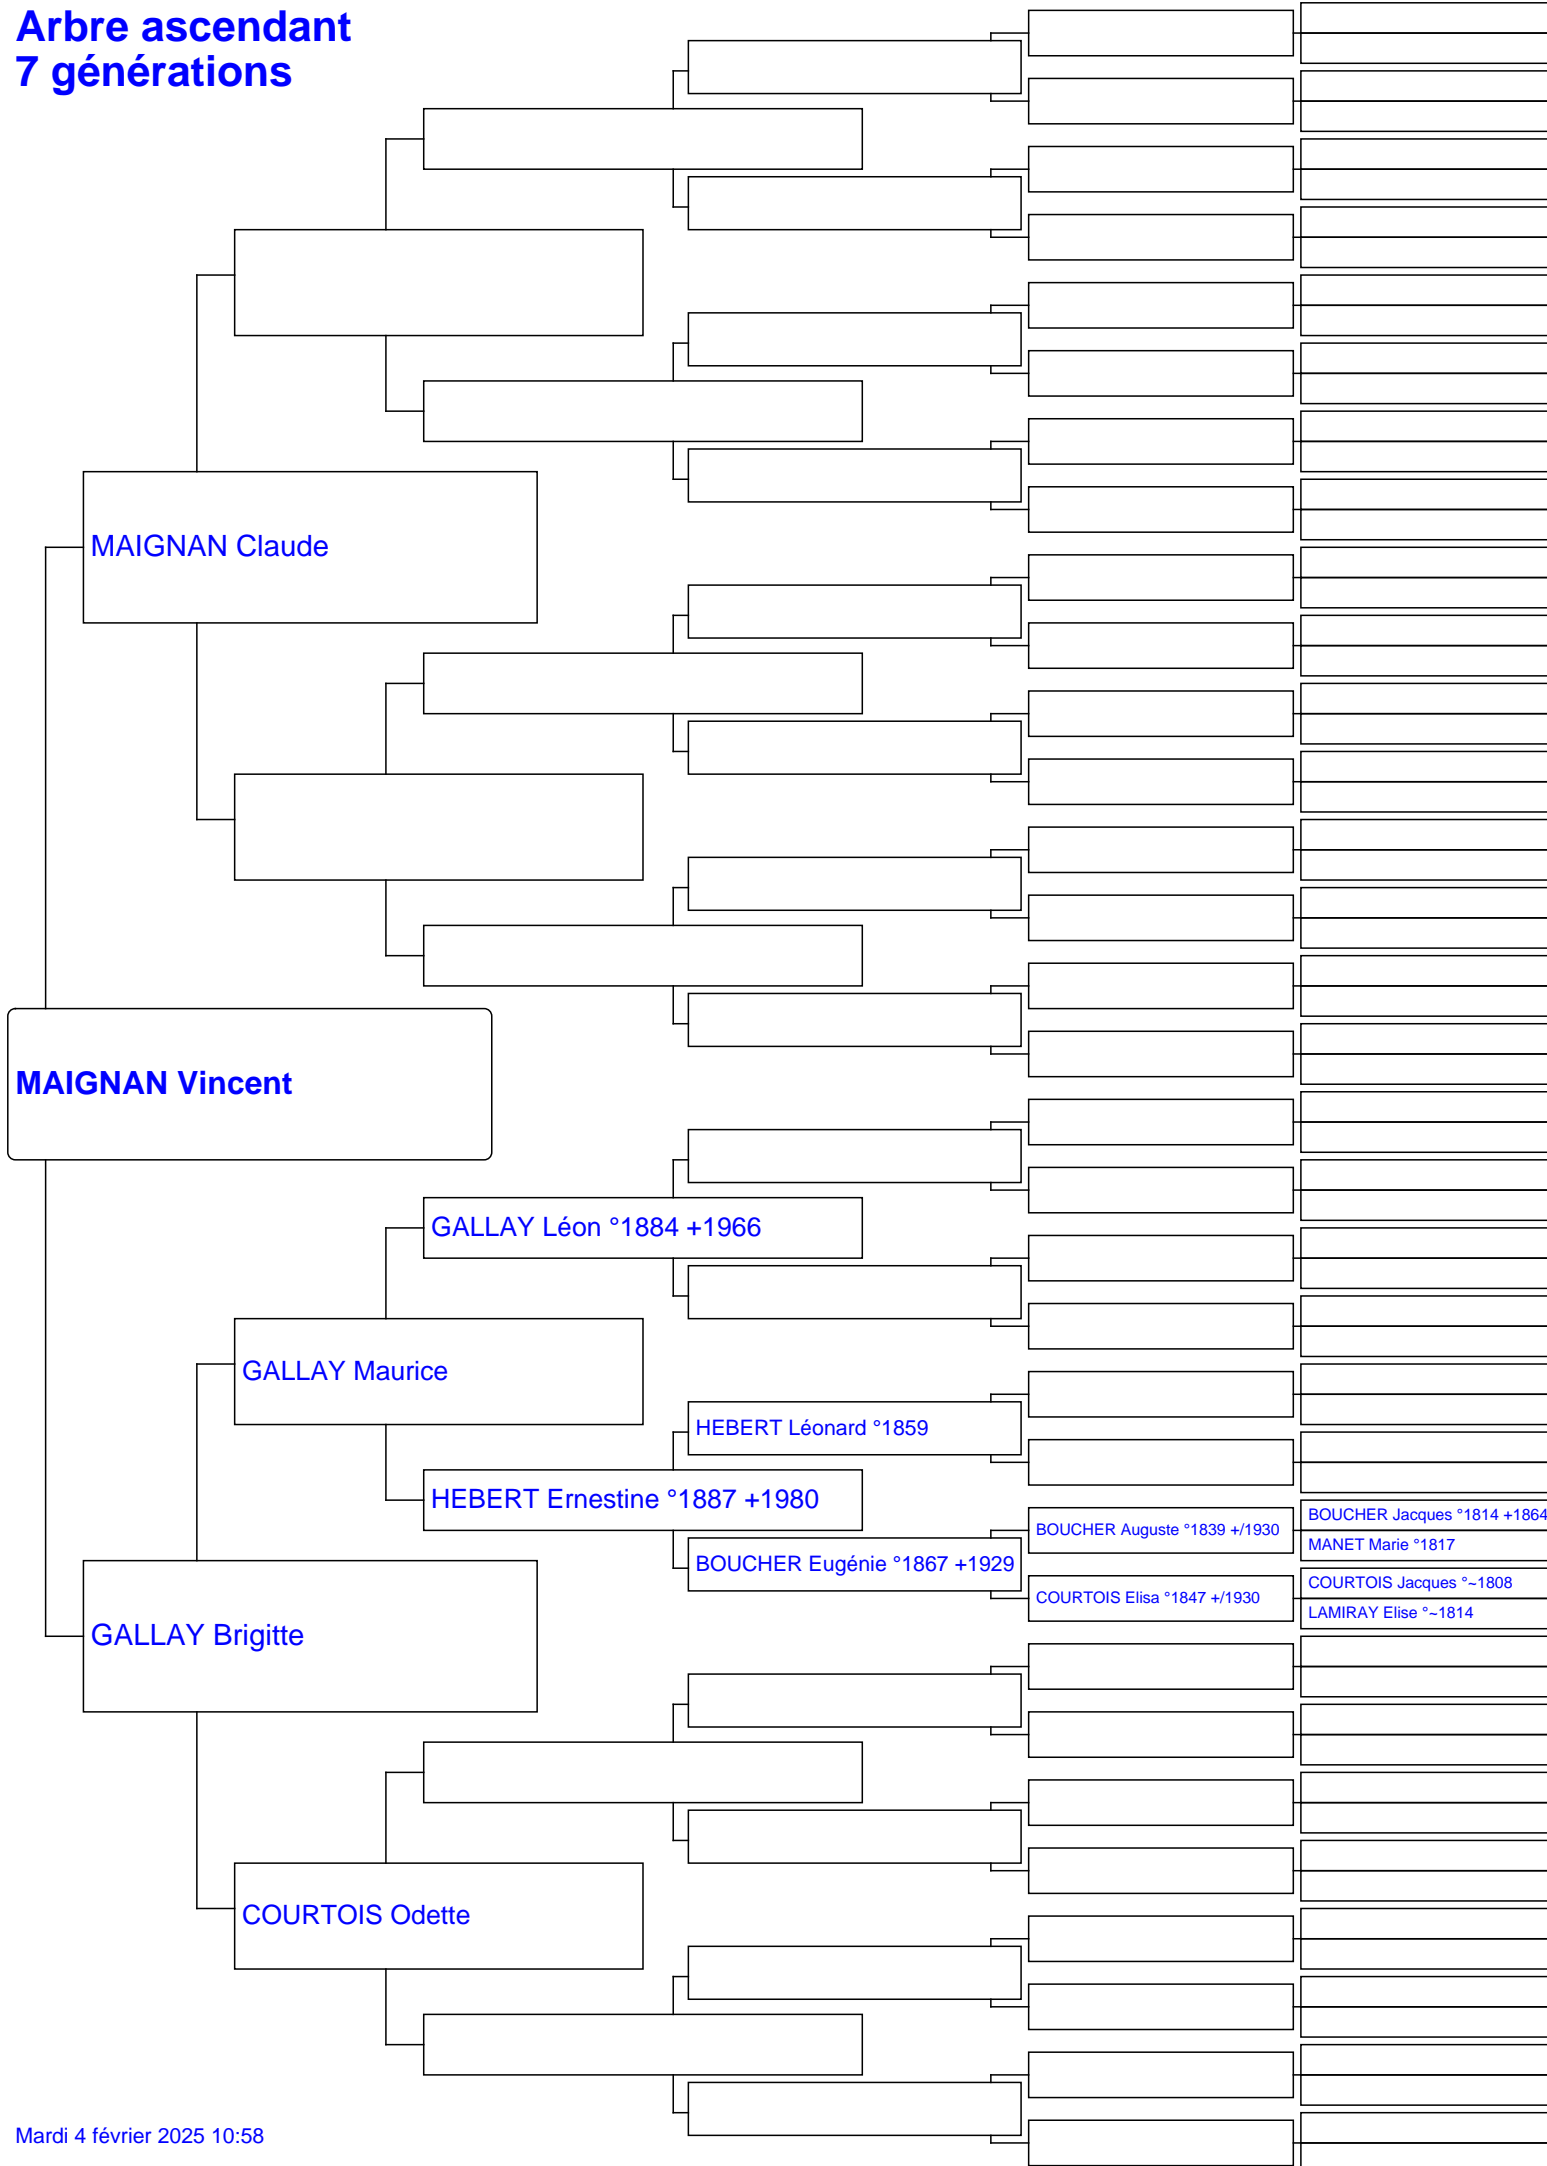 Arbre ascendant
7 générations
MAIGNAN Claude
MAIGNAN Vincent
GALLAY Léon °1884 +1966
GALLAY Maurice
HEBERT Léonard °1859
HEBERT Ernestine °1887 +1980
BOUCHER Jacques °1814 +1864
BOUCHER Auguste °1839 +/1930
MANET Marie °1817
BOUCHER Eugénie °1867 +1929
COURTOIS Jacques °~1808
COURTOIS Elisa °1847 +/1930
LAMIRAY Elise °~1814
GALLAY Brigitte
COURTOIS Odette
Mardi 4 février 2025 10:58